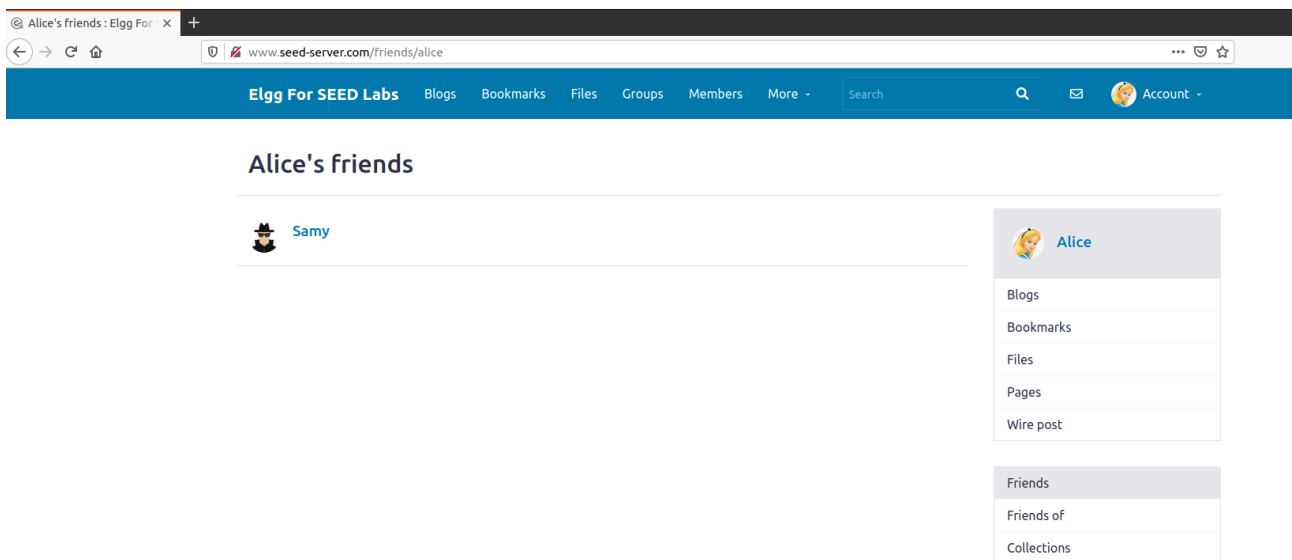 Alice's friends : Elgg For
www.seed-server.com/friends/alice
Elgg For SEED Labs Blogs Bookmarks Files Groups Members More Search Account
Alice's friends
Samy
Alice
Blogs
Bookmarks
Files
Pages
Wire post
Friends
Friends of
Collections